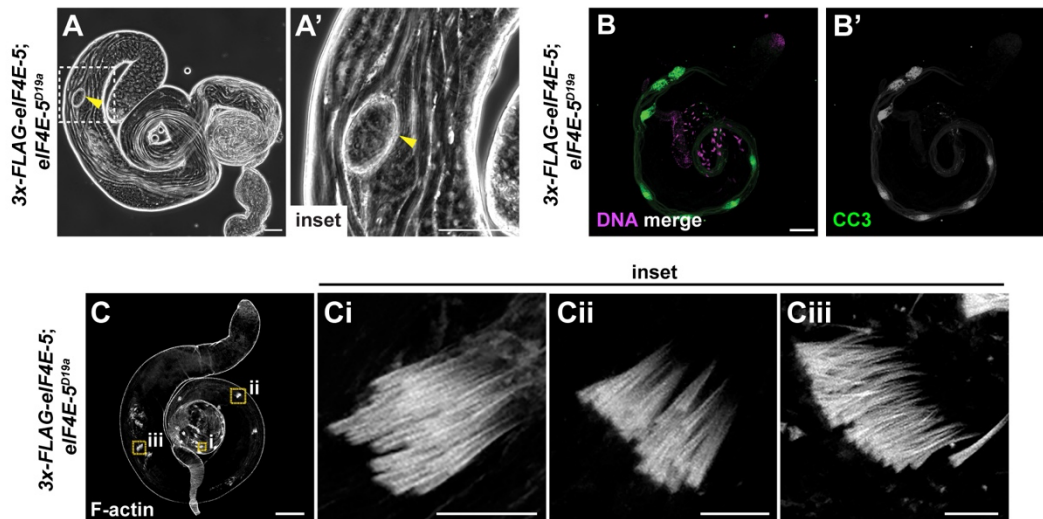 3x-FLAG-eIF4E-5;
eIF4E-5D19a
A
A'
inset
3x-FLAG-eIF4E-5;
eIF4E-5D19a
B
B'
DNA merge
CC3
inset
3x-FLAG-eIF4E-5;
eIF4E-5D19a
C
ii
iii
i
F-actin
Ci
Cii
Ciii